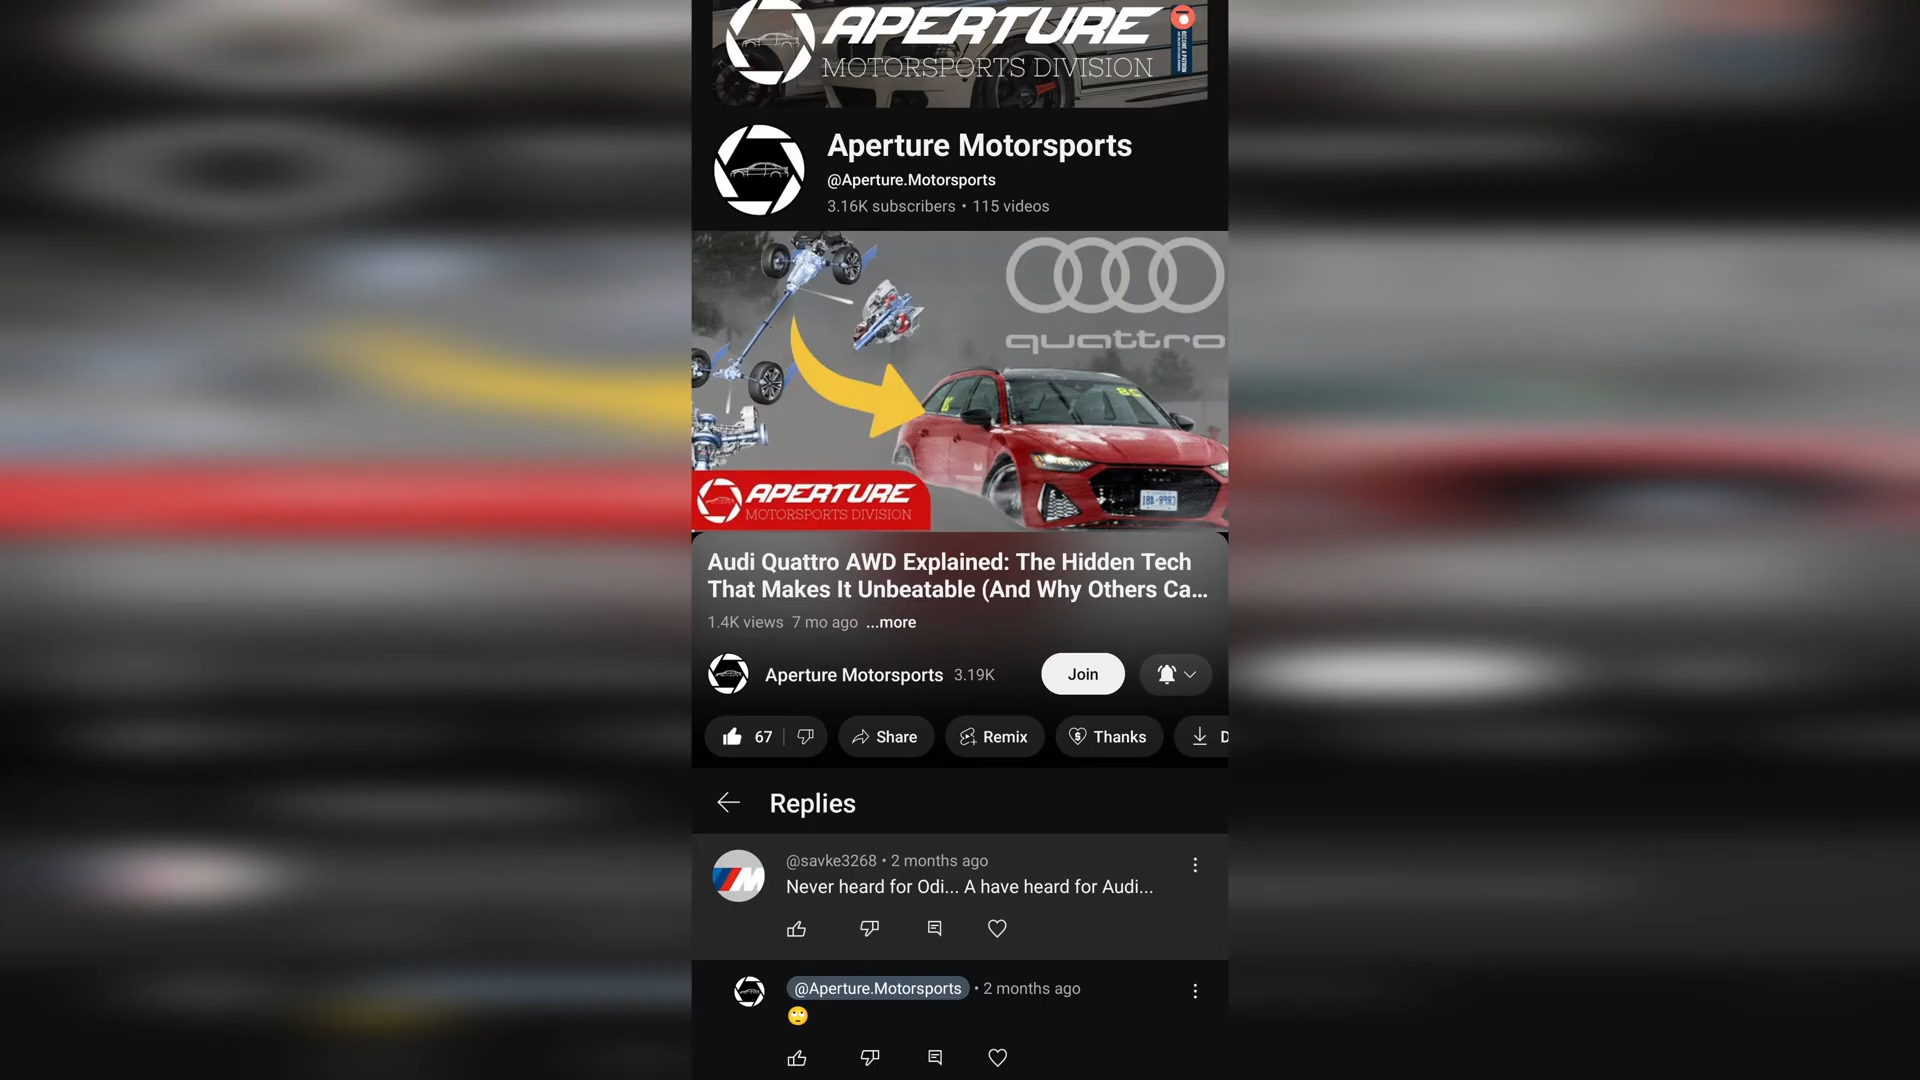 APERTURE
MOTORSPORTS DIVISION
BECOME A PATRON
Aperture Motorsports
@Aperture.Motorsports
3.16K subscribers • 115 videos
quattro
APERTURE
MOTORSPORTS DIVISION
Audi Quattro AWD Explained: The Hidden Tech
That Makes It Unbeatable (And Why Others Ca...
1.4K views 7 mo ago ...more
Aperture Motorsports 3.19K
Join
67
Share
Remix
Thanks
D
Replies
@savke3268 • 2 months ago
Never heard for Odi... A have heard for Audi...
@Aperture.Motorsports • 2 months ago
🙄